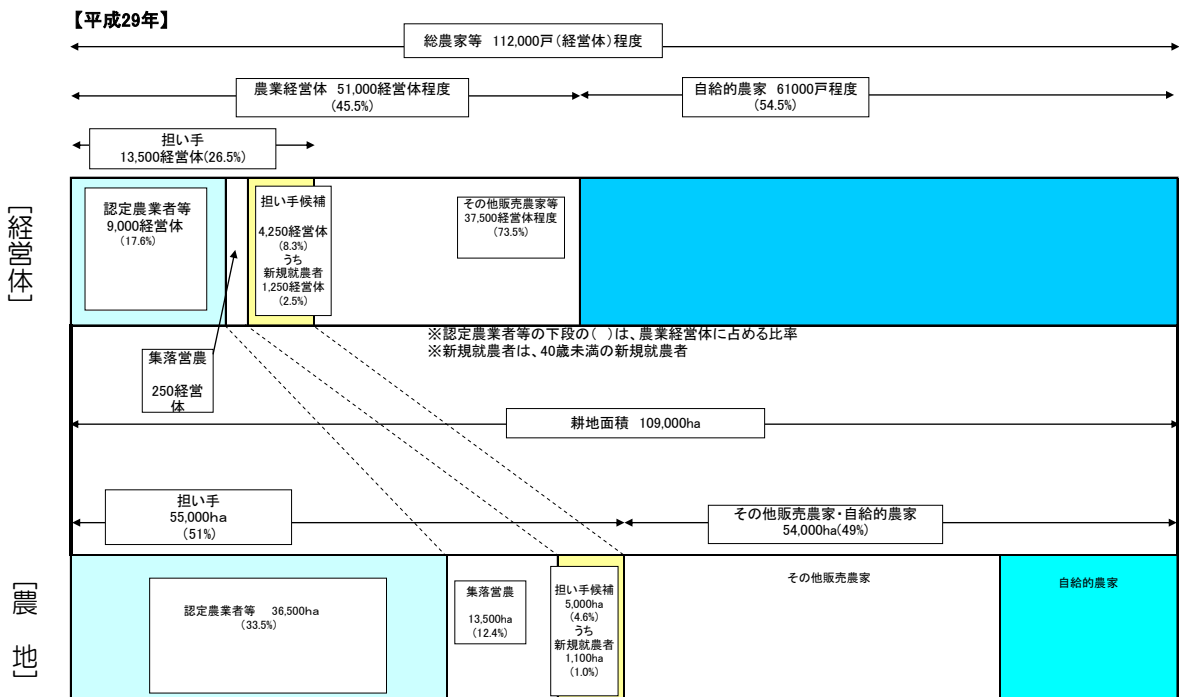 【平成29年】
総農家等 112,000戸(経営体)程度
農業経営体 51,000経営体程度
(45.5%)
自給的農家 61000戸程度
(54.5%)
担い手
13,500経営体(26.5%)
[経営体]
認定農業者等
9,000経営体
(17.6%)
担い手候補
4,250経営体
(8.3%)
うち
新規就農者
1,250経営体
(2.5%)
その他販売農家等
37,500経営体程度
(73.5%)
※認定農業者等の下段の( )は、農業経営体に占める比率
※新規就農者は、40歳未満の新規就農者
集落営農
250経営
体
耕地面積 109,000ha
担い手
55,000ha
(51%)
その他販売農家・自給的農家
54,000ha(49%)
[農 地]
認定農業者等 36,500ha
(33.5%)
集落営農
13,500ha
(12.4%)
担い手候補
5,000ha
(4.6%)
うち
新規就農者
1,100ha
(1.0%)
その他販売農家
自給的農家